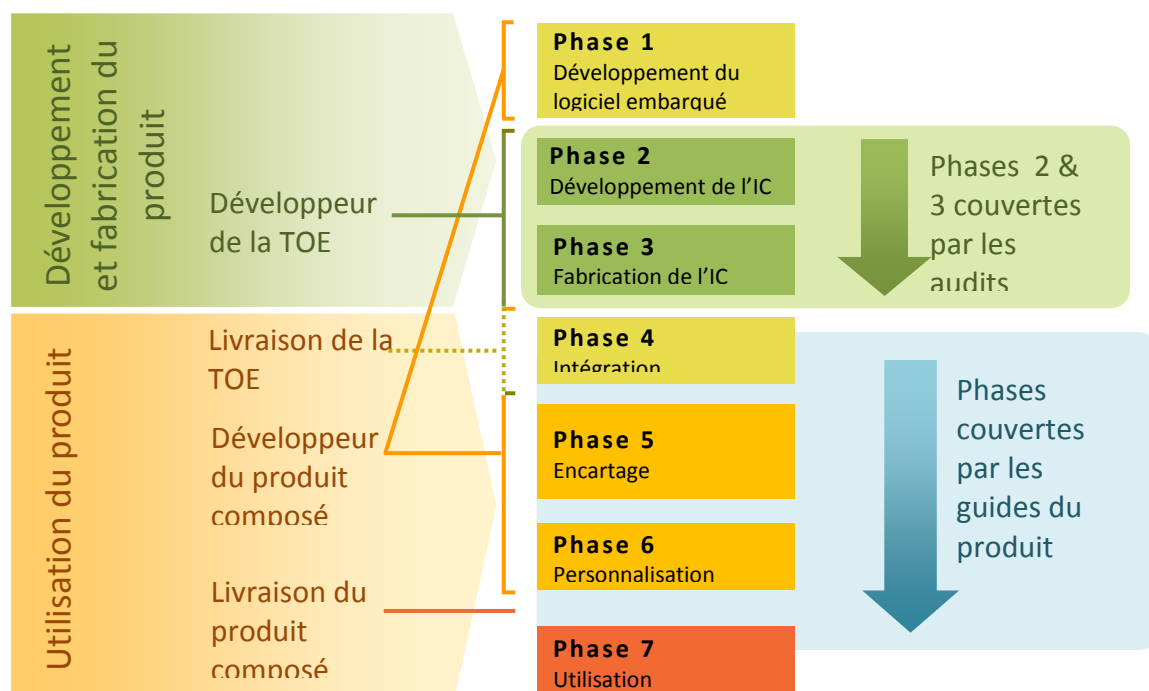 Développement
et fabrication du
produit
Développeur
de la TOE
Phase 1
Développement du
logiciel embarqué
Phase 2
Développement de l’IC
Phase 3
Fabrication de l’IC
Phases 2 &
3 couvertes
par les
audits
Utilisation du produit
Livraison de la
TOE
Développeur
du produit
composé
Livraison du
produit
composé
Phase 4
Intégration
Phase 5
Encartage
Phase 6
Personnalisation
Phase 7
Utilisation
Phases
couvertes
par les
guides du
produit